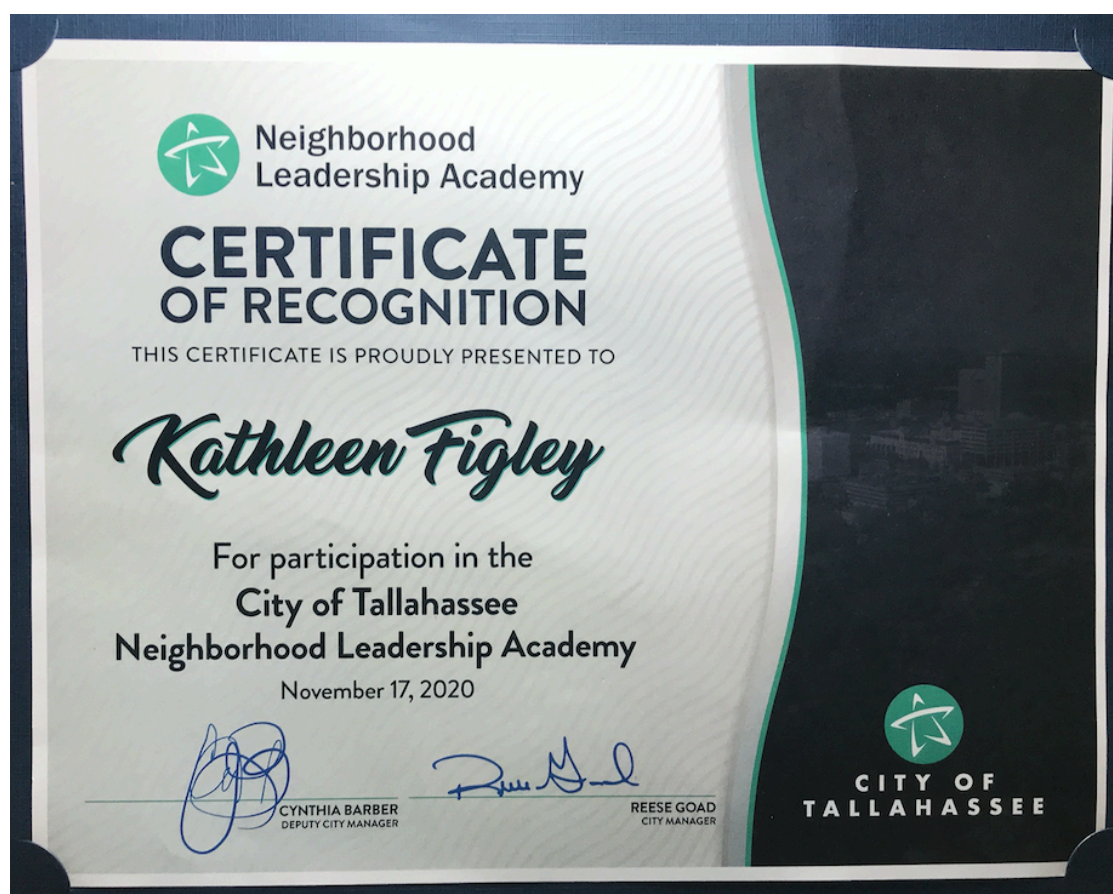 Neighborhood
Leadership Academy
CERTIFICATE
OF RECOGNITION
THIS CERTIFICATE IS PROUDLY PRESENTED TO
Kathleen Figley
For participation in the
City of Tallahassee
Neighborhood Leadership Academy
November 17, 2020
CYNTHIA BARBER
DEPUTY CITY MANAGER
REESE GOAD
CITY MANAGER
CITY OF
TALLAHASSEE